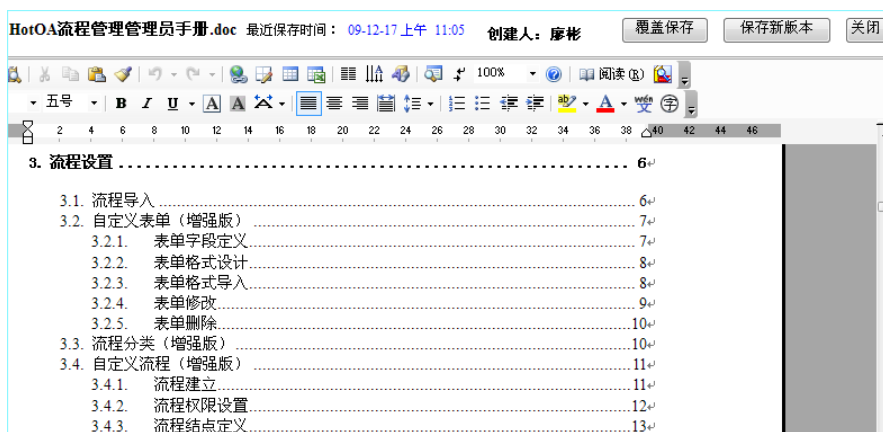 HotOA流程管理管理员手册.doc 最近保存时间： 09-12-17上午 11:05 创建人：廖彬 覆盖保存 保存新版本 关闭
100% 阅读(R)
五号 B I U A A ab A wén 字
2 4 6 8 10 12 14 16 18 20 22 24 26 28 30 32 34 36 38 40 42 44 46
3. 流程设置 ................................................................ 6
3.1. 流程导入 ................................................................ 6
3.2. 自定义表单（增强版） ................................................................ 7
3.2.1. 表单字段定义................................................................ 7
3.2.2. 表单格式设计................................................................ 8
3.2.3. 表单格式导入................................................................ 8
3.2.4. 表单修改................................................................ 9
3.2.5. 表单删除................................................................ 10
3.3. 流程分类（增强版） ................................................................ 10
3.4. 自定义流程（增强版） ................................................................ 11
3.4.1. 流程建立................................................................ 11
3.4.2. 流程权限设置................................................................ 12
3.4.3. 流程结点定义................................................................ 13